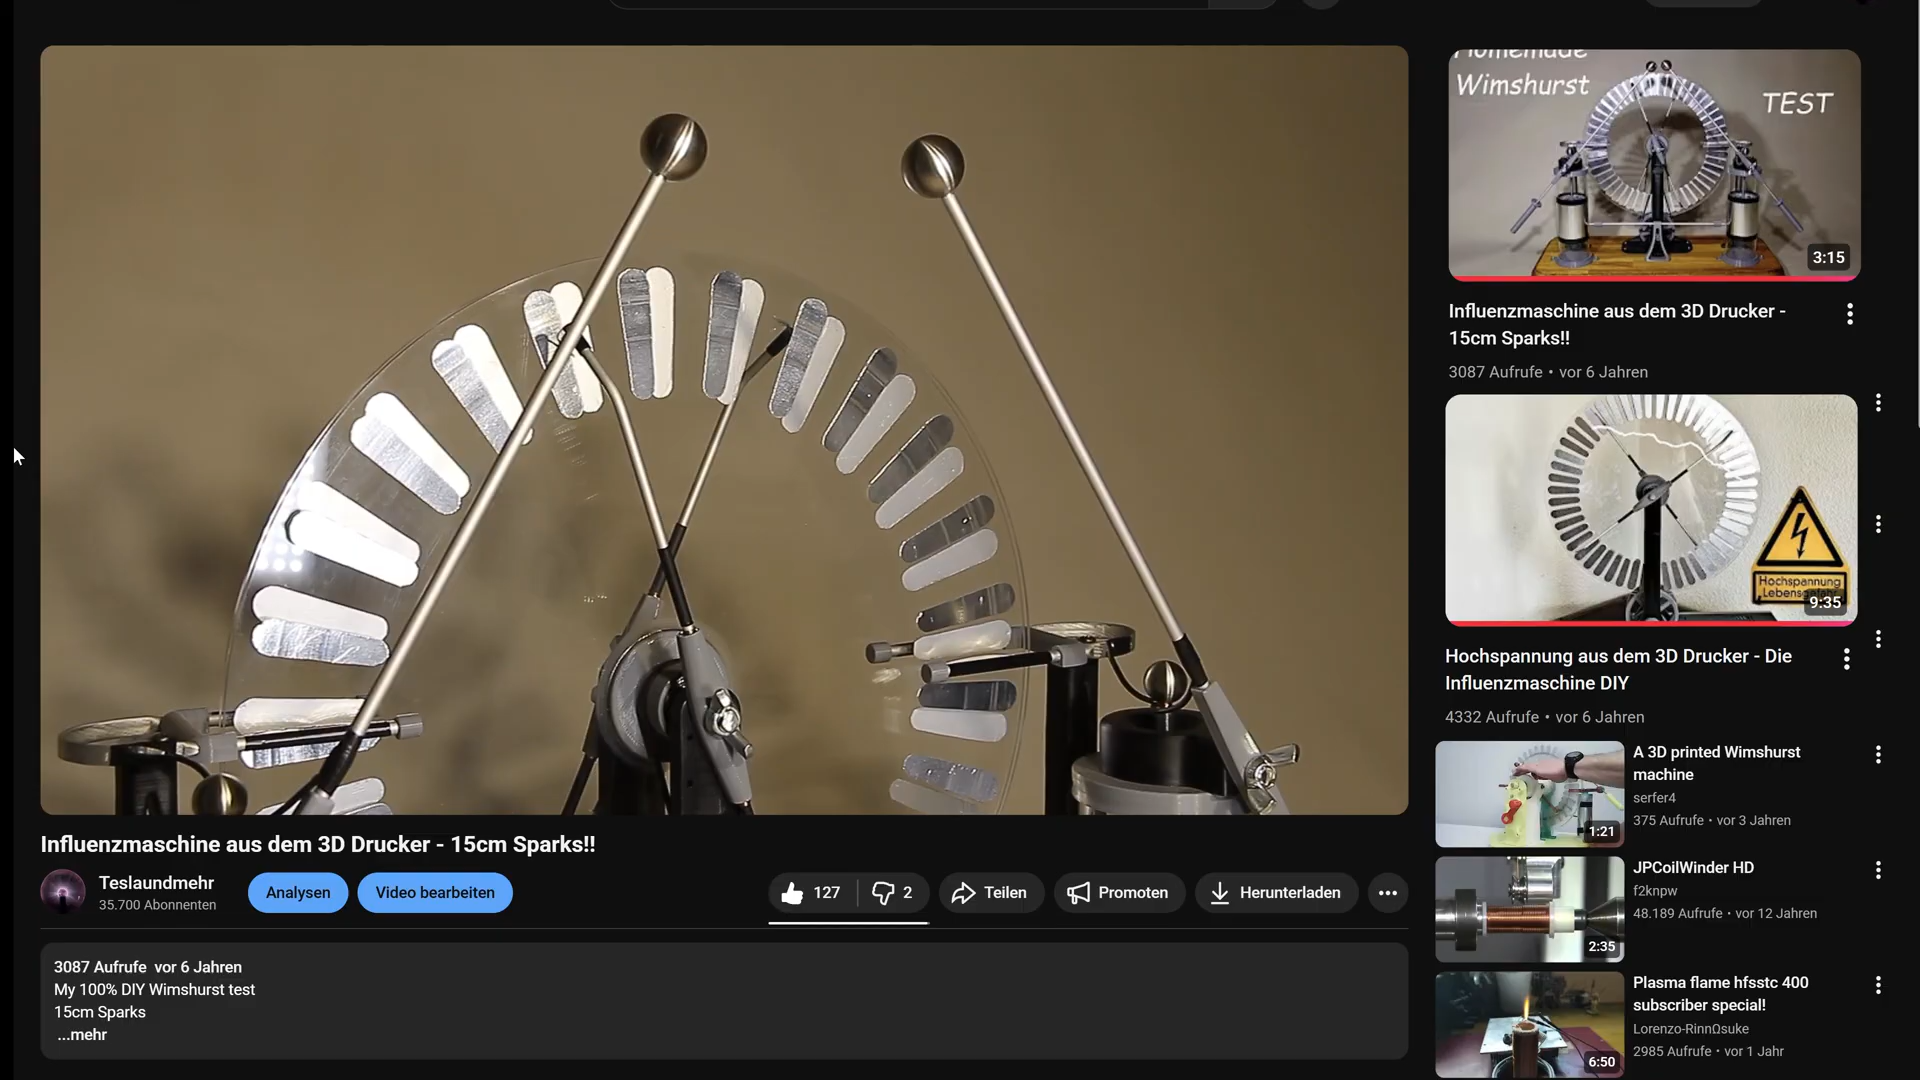 Influenzmaschine aus dem 3D Drucker - 15cm Sparks!!
Teslaundmehr
35.700 Abonnenten
Analysen
Video bearbeiten
127
2
Teilen
Promoten
Herunterladen
3087 Aufrufe vor 6 Jahren
My 100% DIY Wimshurst test
15cm Sparks
...mehr
Homemade
Wimshurst
TEST
3:15
Influenzmaschine aus dem 3D Drucker -
15cm Sparks!!
3087 Aufrufe • vor 6 Jahren
Hochspannung
Lebensgefahr
9:35
Hochspannung aus dem 3D Drucker - Die
Influenzmaschine DIY
4332 Aufrufe • vor 6 Jahren
1:21
A 3D printed Wimshurst
machine
serfer4
375 Aufrufe • vor 3 Jahren
2:35
JPCoilWinder HD
f2knpw
48.189 Aufrufe • vor 12 Jahren
6:50
Plasma flame hfsstc 400
subscriber special!
Lorenzo-RinnΩsuke
2985 Aufrufe • vor 1 Jahr